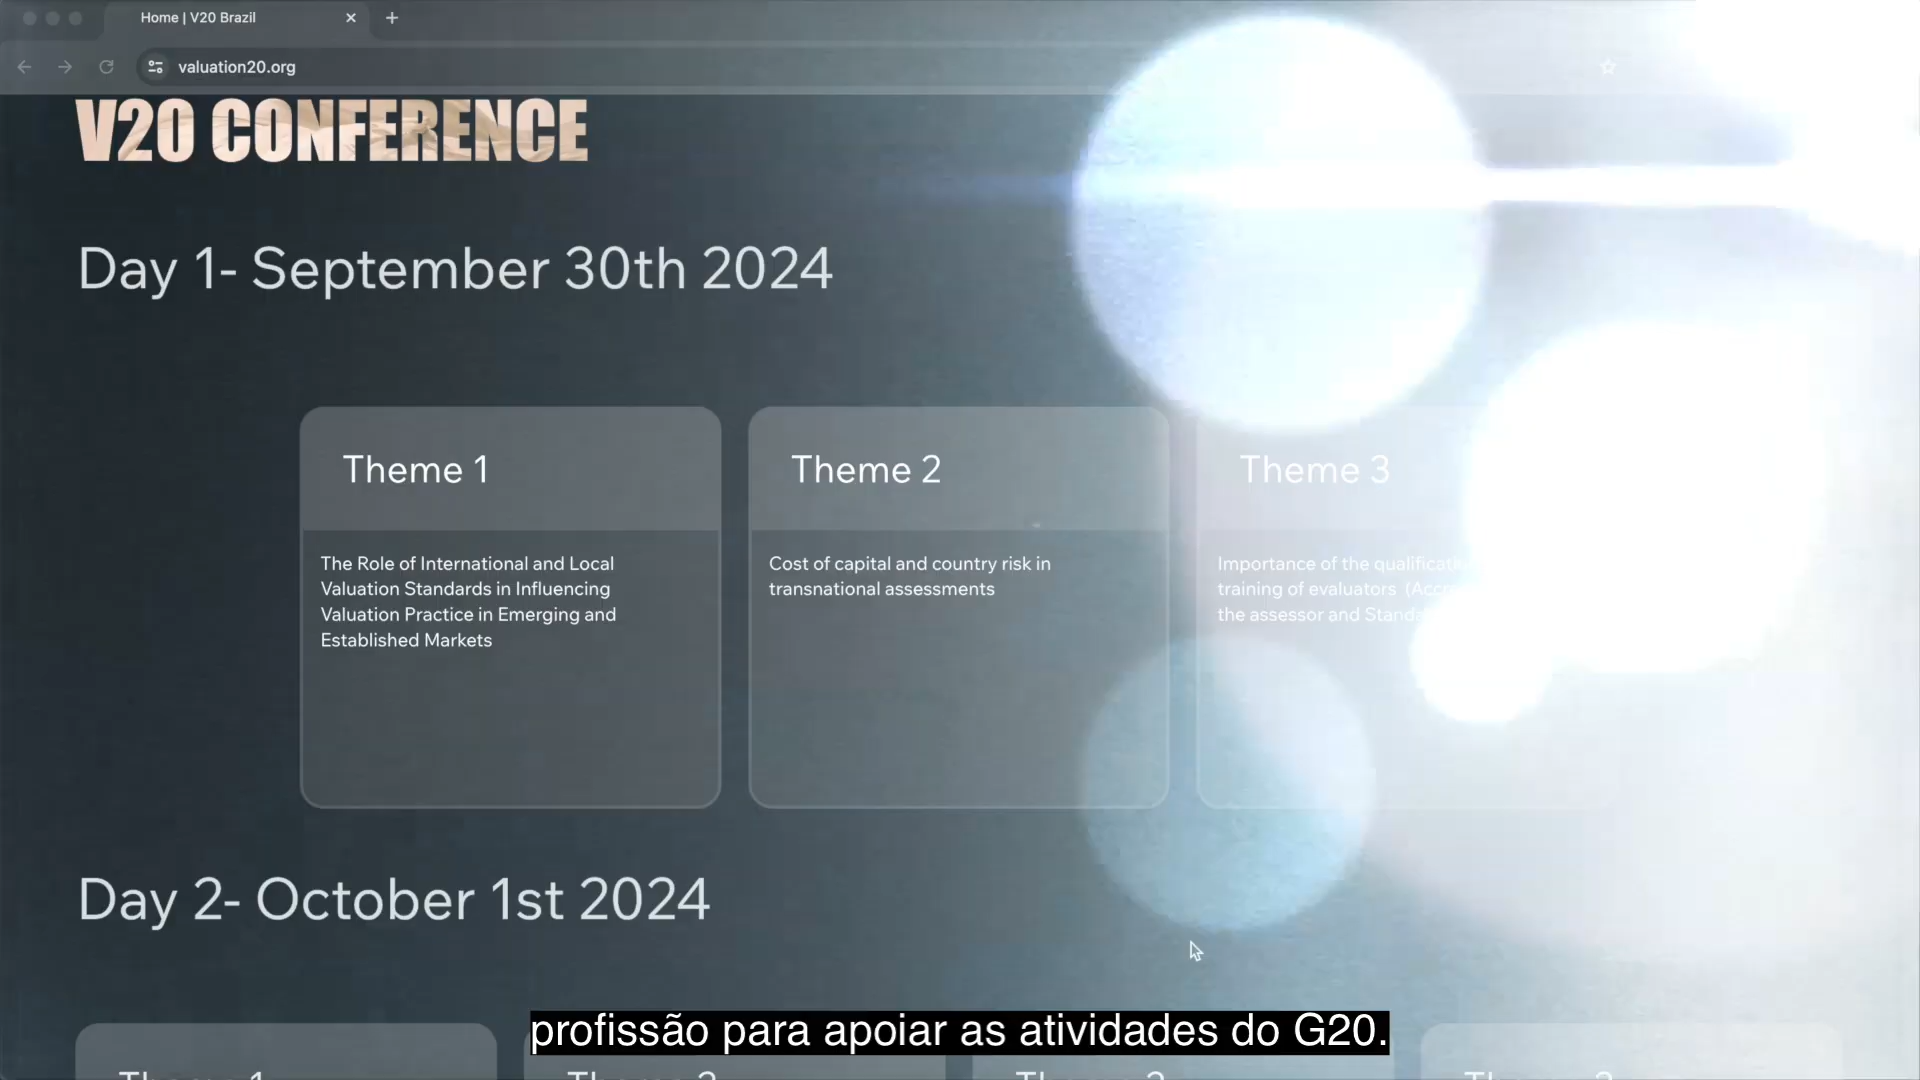 Home | V20 Brazil
valuation20.org
V20 CONFERENCE
Day 1- September 30th 2024
Theme 1
The Role of International and Local
Valuation Standards in Influencing
Valuation Practice in Emerging and
Established Markets
Theme 2
Cost of capital and country risk in
transnational assessments
Theme 3
Importance of the
training of evaluators
the assessor and
Day 2- October 1st 2024
profissão para apoiar as atividades do G20.